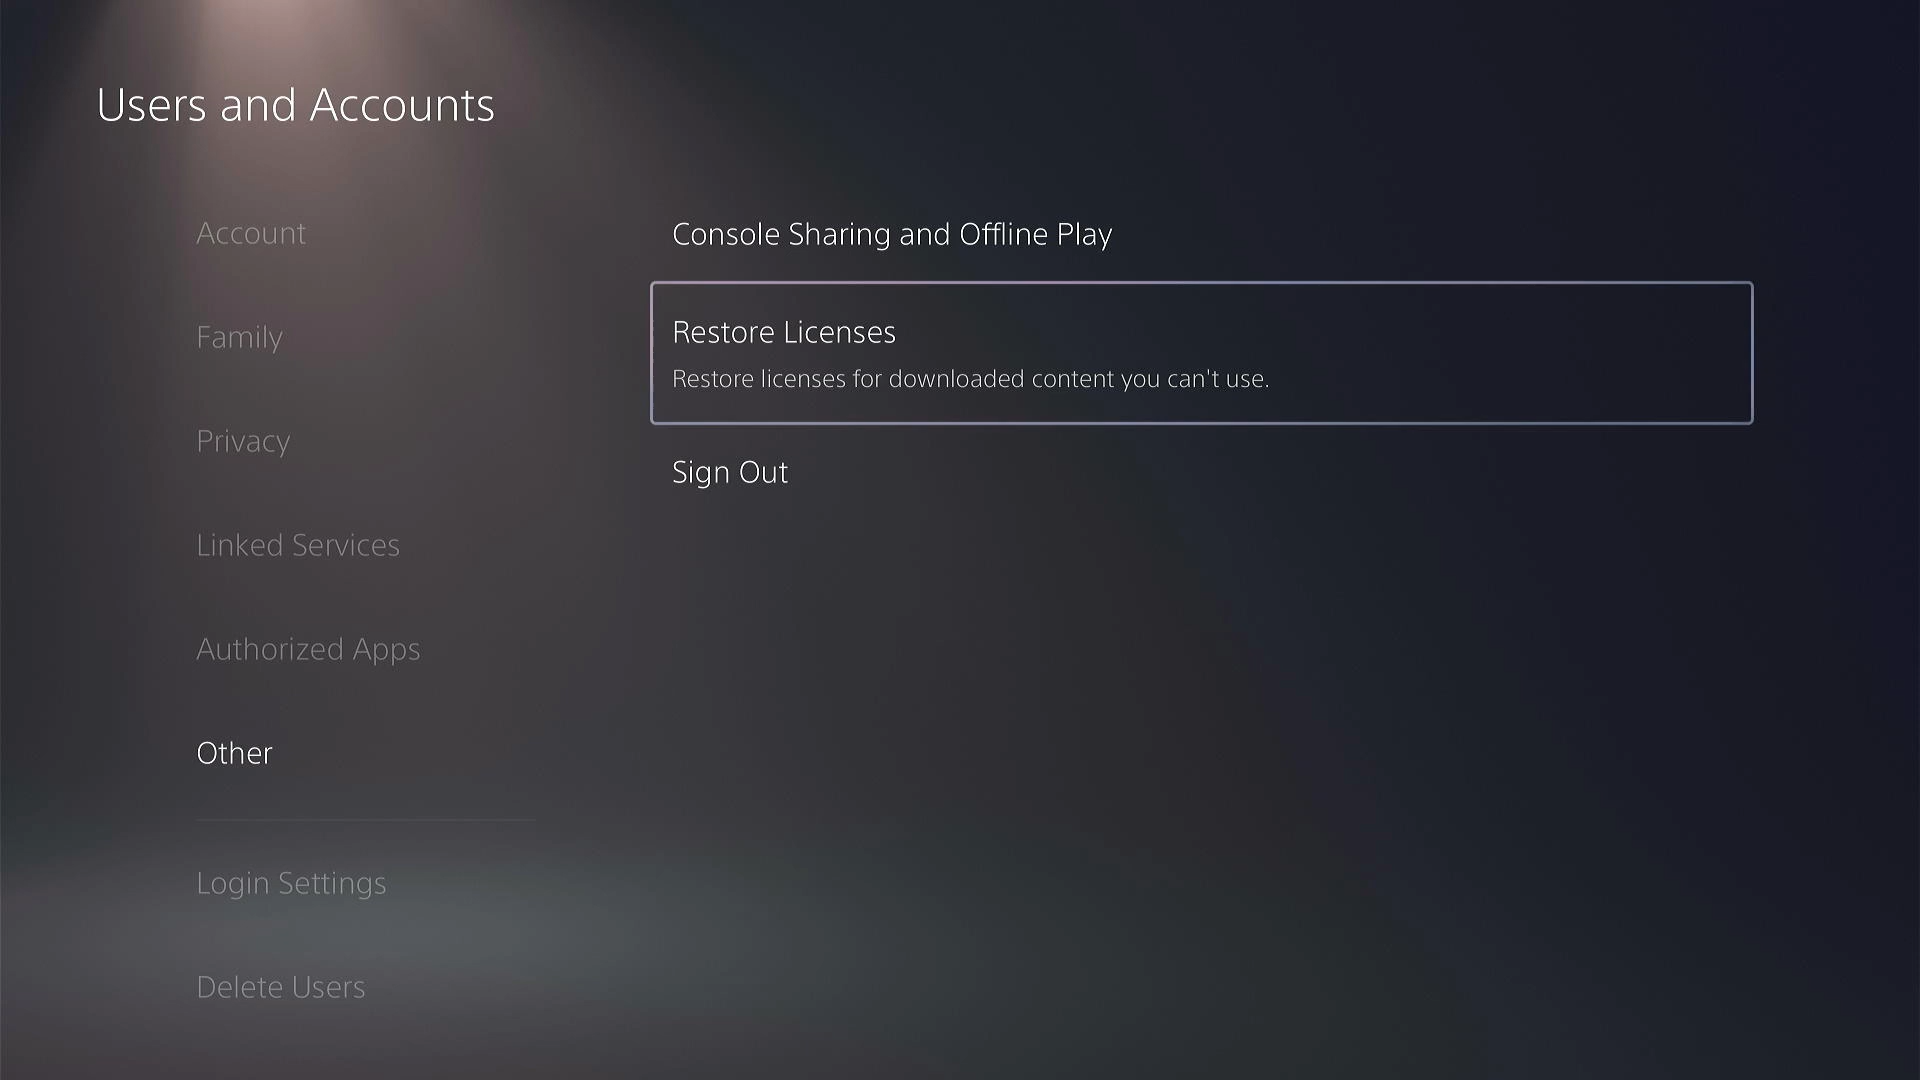 Users and Accounts
Account
Family
Privacy
Linked Services
Authorized Apps
Other
Login Settings
Delete Users
Console Sharing and Offline Play
Restore Licenses
Restore licenses for downloaded content you can't use.
Sign Out